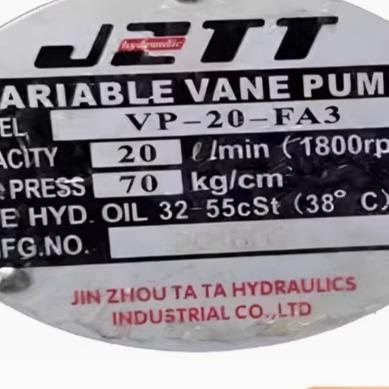 JETT
hydraulic
ARIABLE VANE PUM
EL VP-20-FA3
ACITY 20 ℓ/min (1800rp
PRESS 70 kg/cm
E HYD. OIL 32-55cSt (38° C)
FG.NO.
JIN ZHOU TA TA HYDRAULICS
INDUSTRIAL CO.,LTD